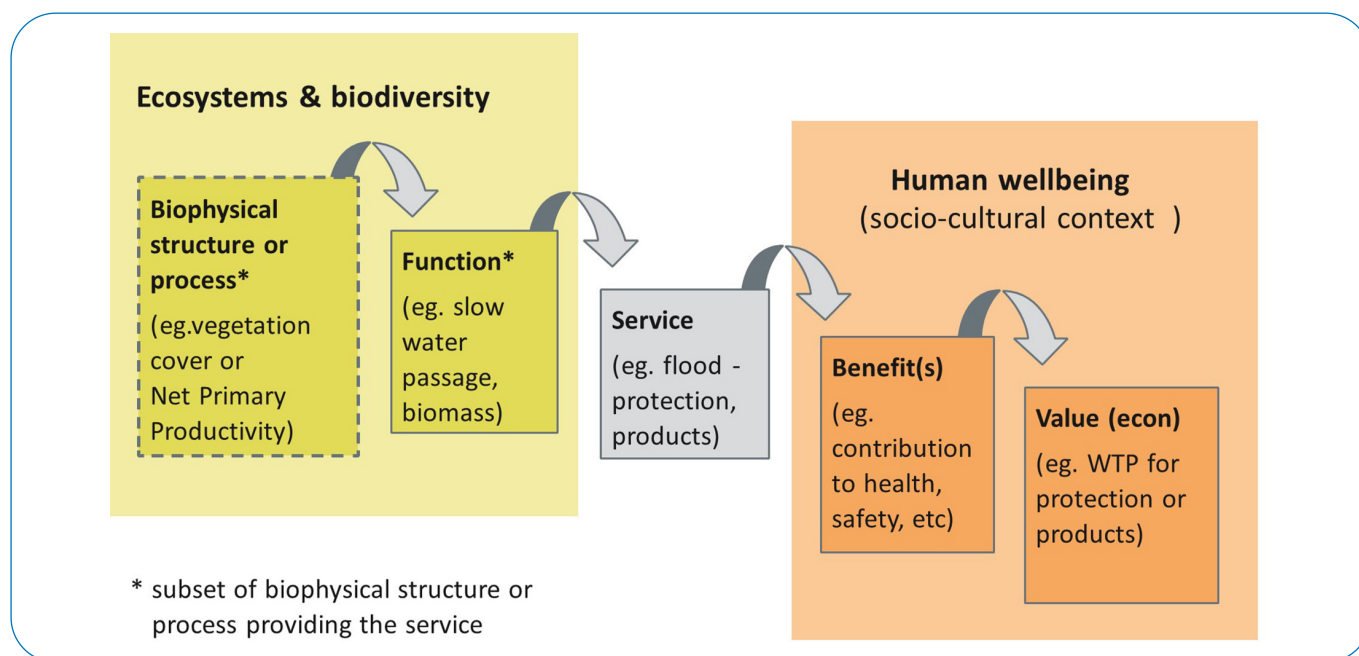 Ecosystems & biodiversity
Biophysical
structure or
process*
(eg.vegetation
cover or
Net Primary
Productivity)
Function*
(eg. slow
water
passage,
biomass)
Service
(eg. flood -
protection,
products)
Human wellbeing
(socio-cultural context )
Benefit(s)
(eg.
contribution
to health,
safety, etc)
Value (econ)
(eg. WTP for
protection or
products)
* subset of biophysical structure or
process providing the service